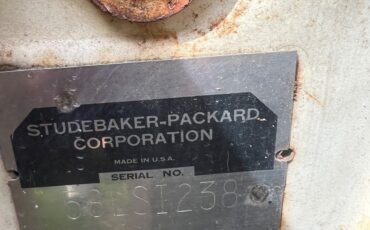 STUDEBAKER-PACKARD
CORPORATION
MADE IN U.S.A.
SERIAL NO.